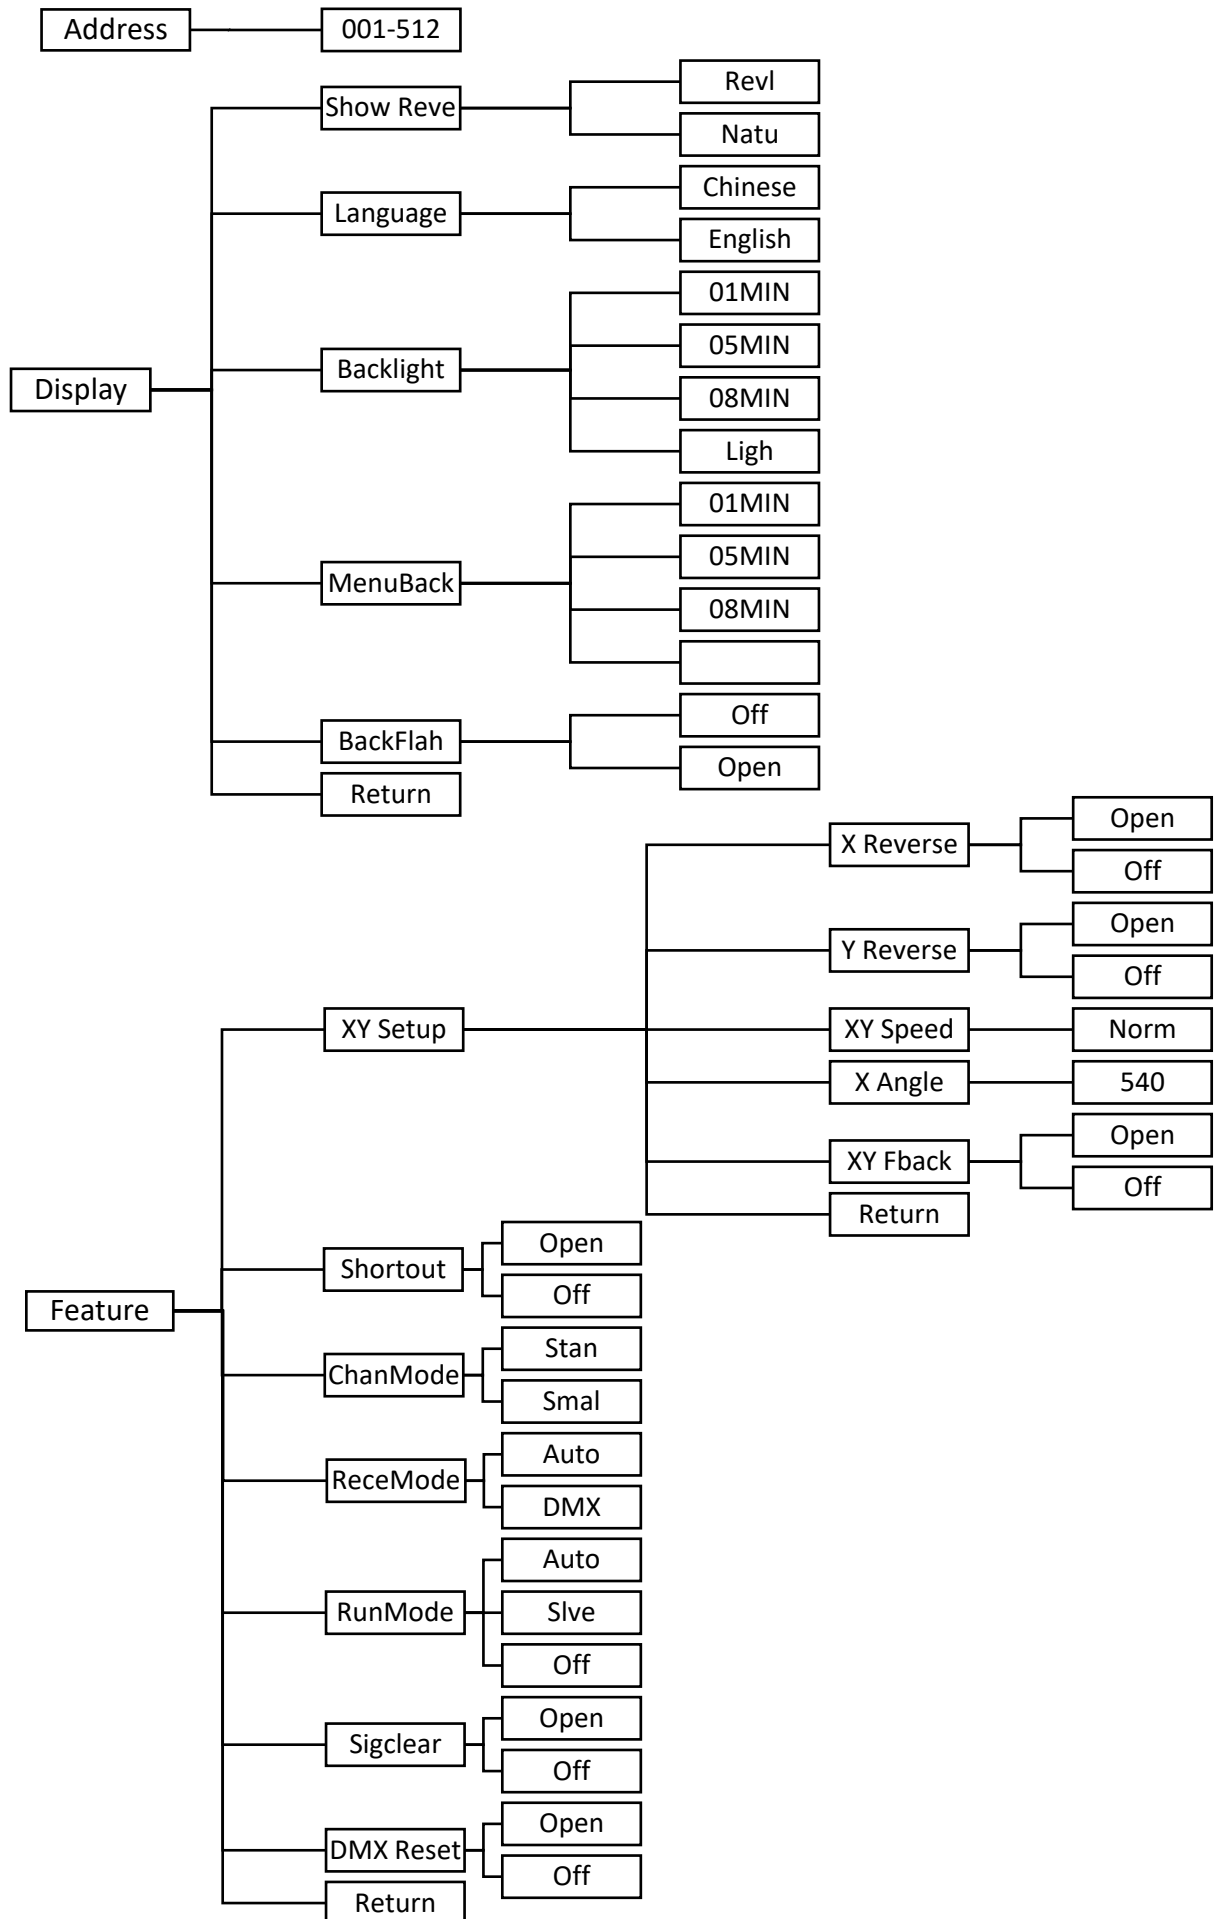 Address
001-512
Display
Show Reve
Revl
Natu
Language
Chinese
English
Backlight
01MIN
05MIN
08MIN
Ligh
MenuBack
01MIN
05MIN
08MIN
BackFlah
Off
Open
Return
Feature
XY Setup
X Reverse
Open
Off
Y Reverse
Open
Off
XY Speed
Norm
X Angle
540
XY Fback
Open
Off
Return
Shortout
Open
Off
ChanMode
Stan
Smal
ReceMode
Auto
DMX
RunMode
Auto
Slve
Off
Sigclear
Open
Off
DMX Reset
Open
Off
Return